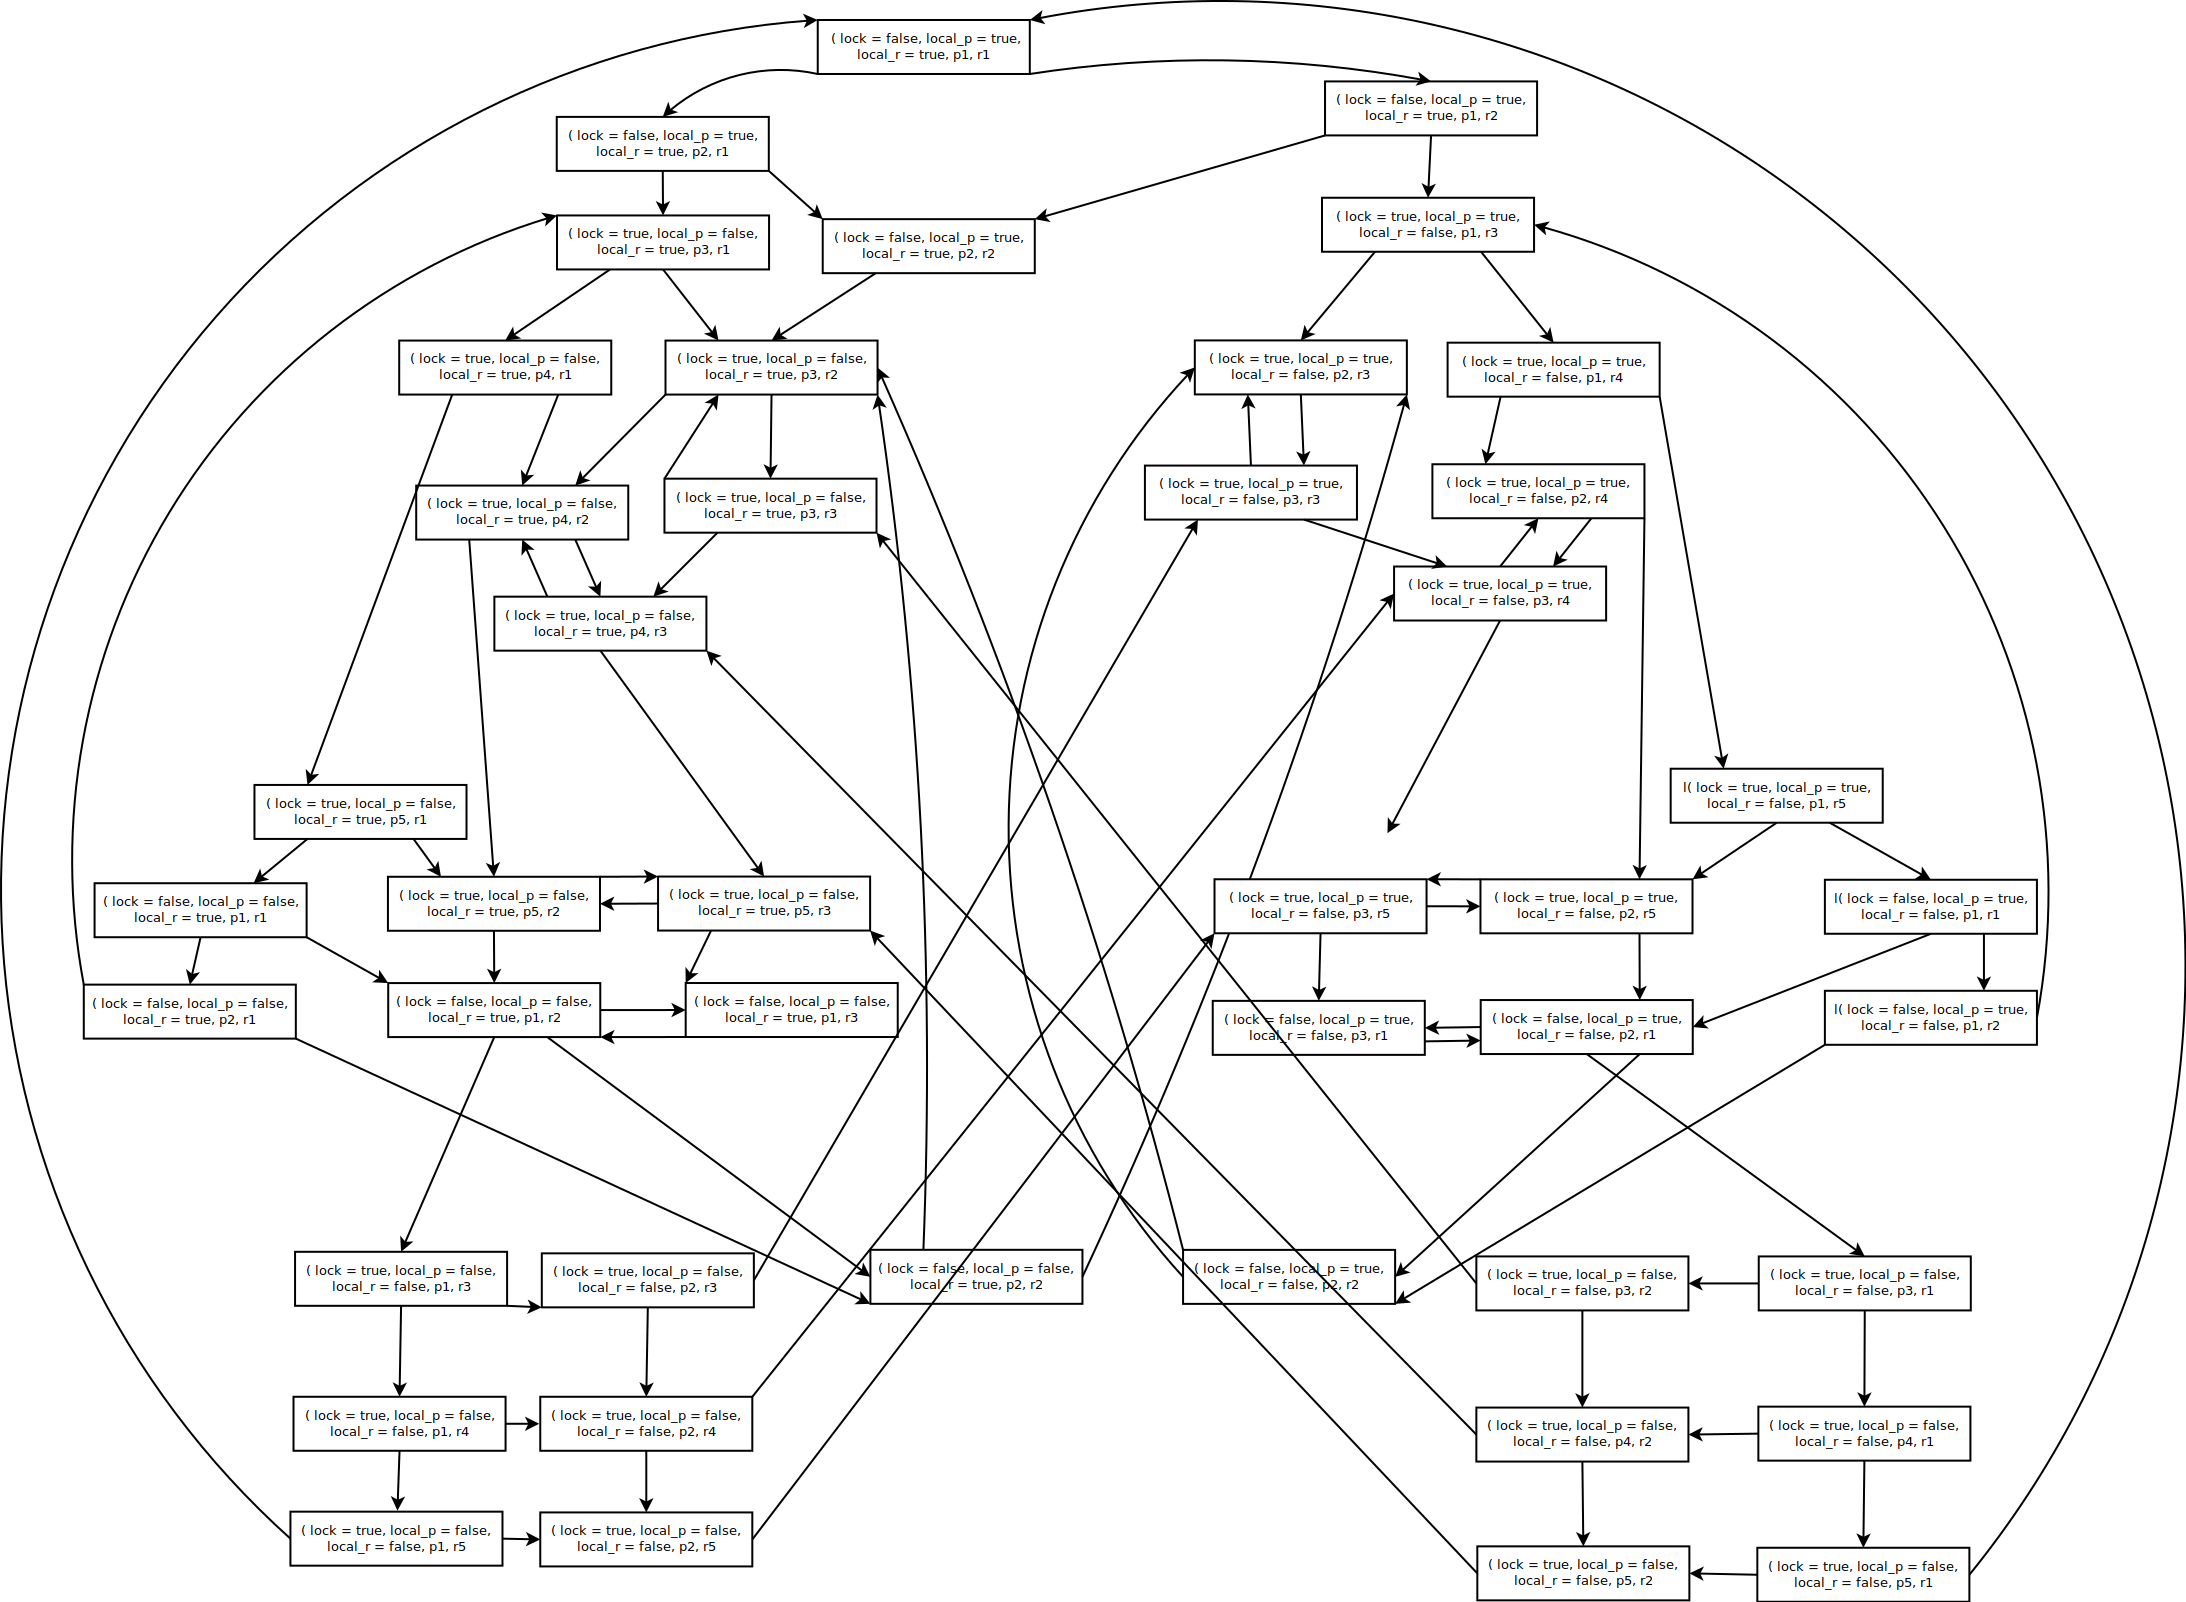 ( lock = false, local_p = true,
local_r = true, p1, r1
( lock = false, local_p = true,
local_r = true, p1, r2
( lock = false, local_p = true,
local_r = true, p2, r1
( lock = true, local_p = true,
local_r = false, p1, r3
( lock = true, local_p = false,
local_r = true, p3, r1
( lock = false, local_p = true,
local_r = true, p2, r2
( lock = true, local_p = false,
local_r = true, p4, r1
( lock = true, local_p = false,
local_r = true, p3, r2
( lock = true, local_p = true,
local_r = false, p2, r3
( lock = true, local_p = true,
local_r = false, p1, r4
( lock = true, local_p = false,
local_r = true, p4, r2
( lock = true, local_p = false,
local_r = true, p3, r3
( lock = true, local_p = true,
local_r = false, p3, r3
( lock = true, local_p = true,
local_r = false, p2, r4
( lock = true, local_p = false,
local_r = true, p4, r3
( lock = true, local_p = true,
local_r = false, p3, r4
( lock = true, local_p = false,
local_r = true, p5, r1
l( lock = true, local_p = true,
local_r = false, p1, r5
( lock = false, local_p = false,
local_r = true, p1, r1
( lock = true, local_p = false,
local_r = true, p5, r2
( lock = true, local_p = false,
local_r = true, p5, r3
( lock = true, local_p = true,
local_r = false, p3, r5
( lock = true, local_p = true,
local_r = false, p2, r5
l( lock = false, local_p = true,
local_r = false, p1, r1
( lock = false, local_p = false,
local_r = true, p2, r1
( lock = false, local_p = false,
local_r = true, p1, r2
( lock = false, local_p = false,
local_r = true, p1, r3
( lock = false, local_p = true,
local_r = false, p3, r1
( lock = false, local_p = true,
local_r = false, p2, r1
l( lock = false, local_p = true,
local_r = false, p1, r2
( lock = true, local_p = false,
local_r = false, p1, r3
( lock = true, local_p = false,
local_r = false, p2, r3
( lock = false, local_p = false,
local_r = true, p2, r2
( lock = false, local_p = true,
local_r = false, p2, r2
( lock = true, local_p = false,
local_r = false, p3, r2
( lock = true, local_p = false,
local_r = false, p3, r1
( lock = true, local_p = false,
local_r = false, p1, r4
( lock = true, local_p = false,
local_r = false, p2, r4
( lock = true, local_p = false,
local_r = false, p4, r2
( lock = true, local_p = false,
local_r = false, p4, r1
( lock = true, local_p = false,
local_r = false, p1, r5
( lock = true, local_p = false,
local_r = false, p2, r5
( lock = true, local_p = false,
local_r = false, p5, r2
( lock = true, local_p = false,
local_r = false, p5, r1